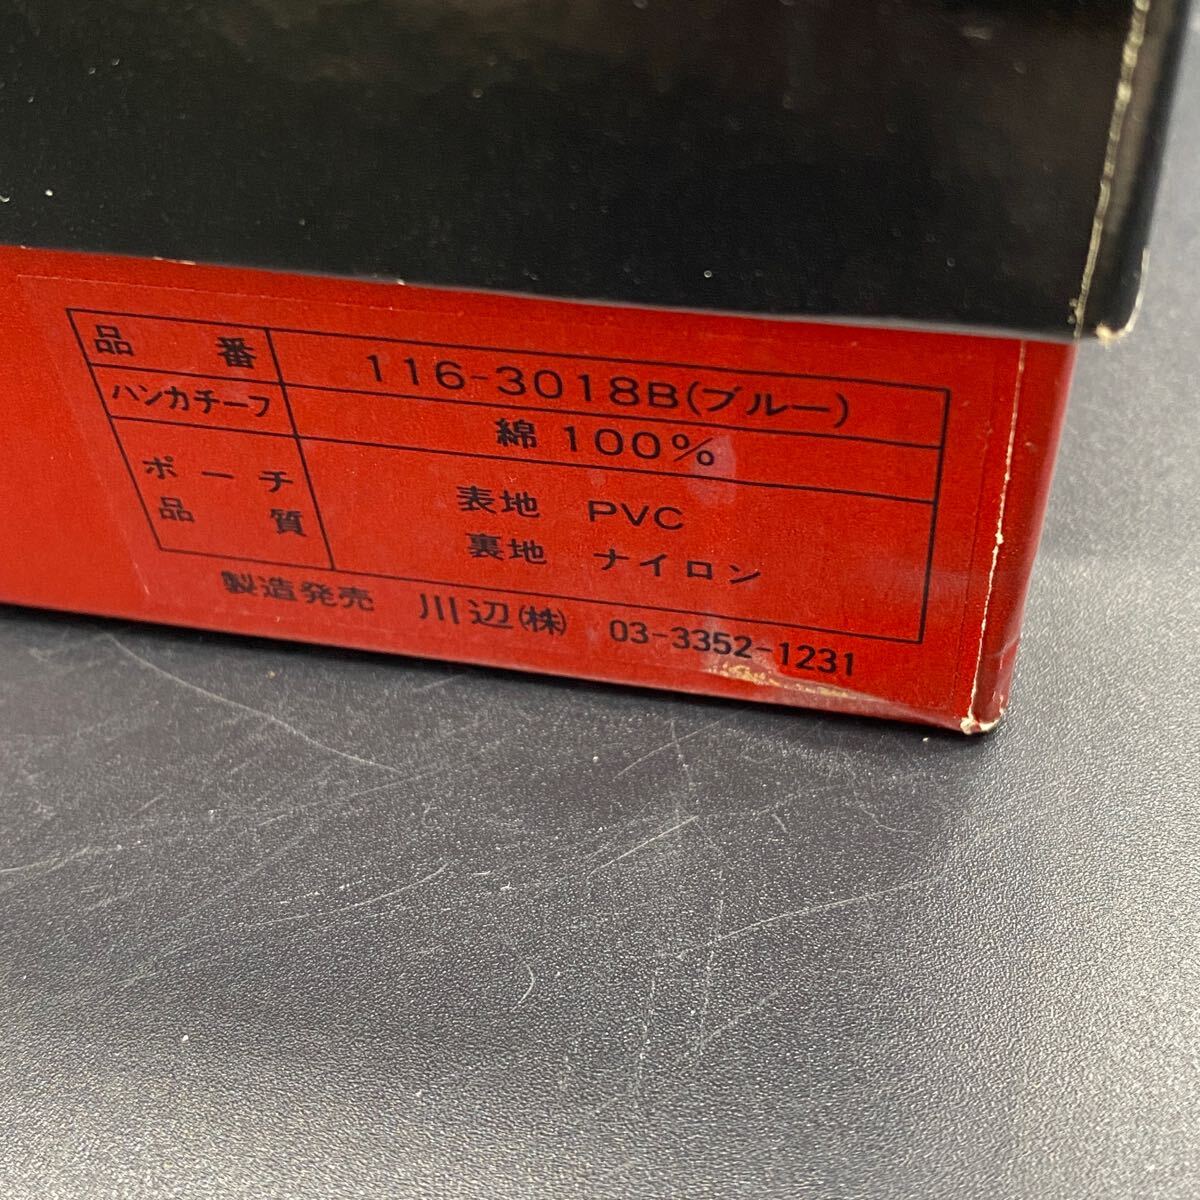 品番 116-3018B(ブルー)
ハンカチーフ 綿 100%
ポーチ 表地 PVC
品質 裏地 ナイロン
製造発売 川辺(株) 03-3352-1231